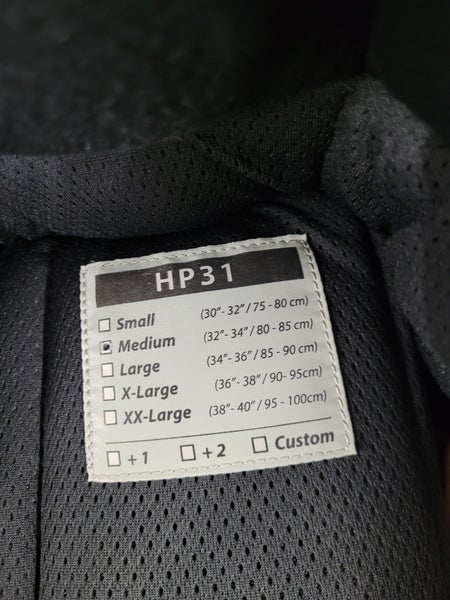 HP31
☐ Small (30"- 32" / 75 - 80 cm)
▣ Medium (32"- 34" / 80 - 85 cm)
☐ Large (34"- 36" / 85 - 90 cm)
☐ X-Large (36"- 38" / 90- 95cm)
☐ XX-Large (38"- 40" / 95 - 100cm)
☐ +1 ☐ +2 ☐ Custom